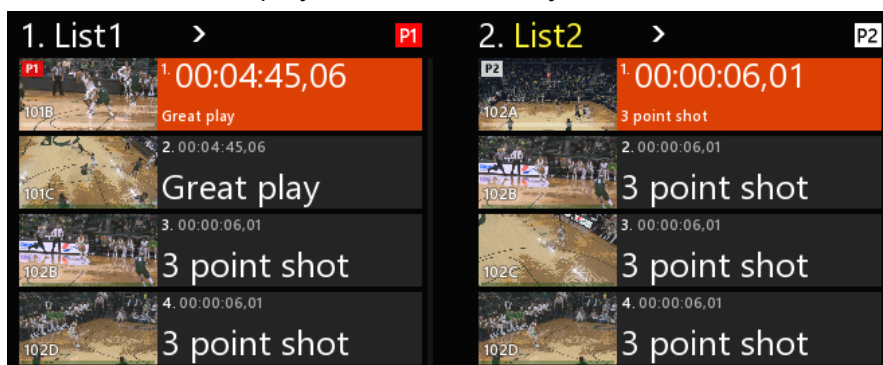 1. List1 >
P1
P1
101B
1. 00:04:45,06
Great play
101C
2. 00:04:45,06
Great play
102B
3. 00:00:06,01
3 point shot
102D
4. 00:00:06,01
3 point shot
2. List2 >
P2
P2
102A
1. 00:00:06,01
3 point shot
102B
2. 00:00:06,01
3 point shot
102C
3. 00:00:06,01
3 point shot
102D
4. 00:00:06,01
3 point shot